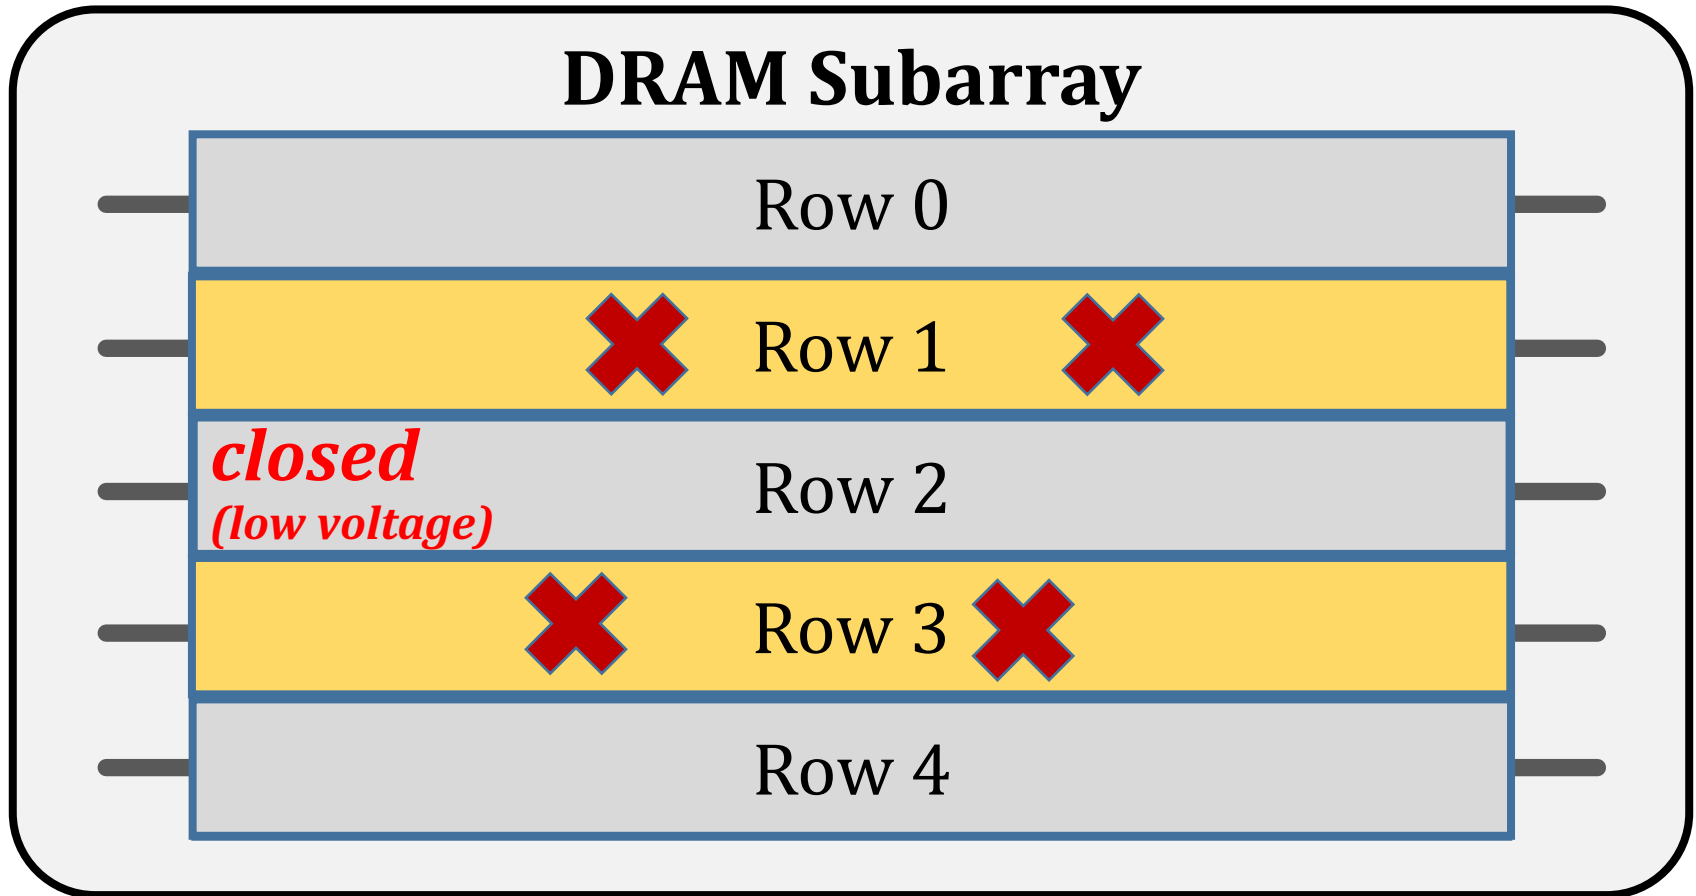 DRAM Subarray
Row 0
Row 1
closed
(low voltage)
Row 2
Row 3
Row 4